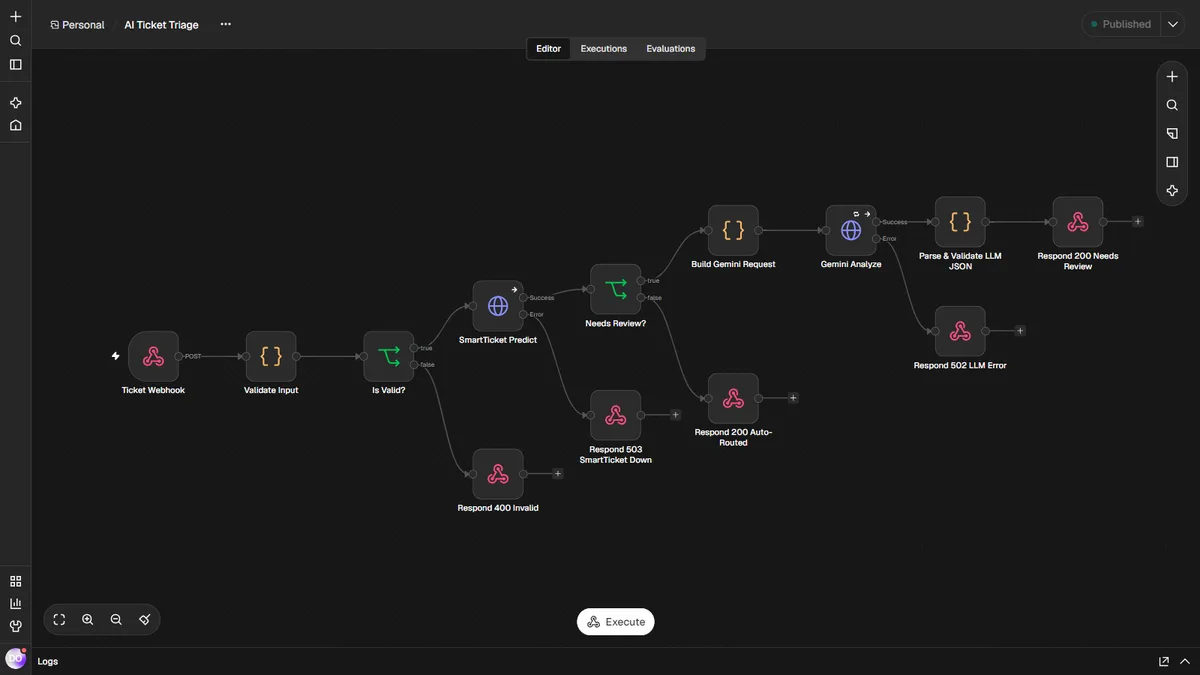 Personal / AI Ticket Triage ...
Published
Editor Executions Evaluations
Build Gemini Request
Success
Error
Gemini Analyze
Parse & Validate LLM
JSON
Respond 200 Needs
Review
true
false
Needs Review?
Success
Error
SmartTicket Predict
Respond 502 LLM Error
POST
Ticket Webhook
Validate Input
true
false
Is Valid?
Respond 503
SmartTicket Down
Respond 200 Auto-
Routed
Respond 400 Invalid
Execute
DO
Logs